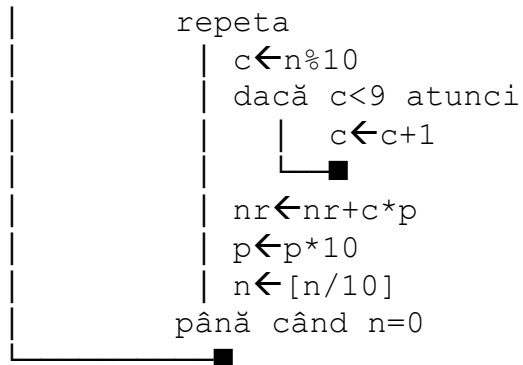 repeta
c←n%10
dacă c<9 atunci
c←c+1
■
nr←nr+c*p
p←p*10
n←[n/10]
până când n=0
■